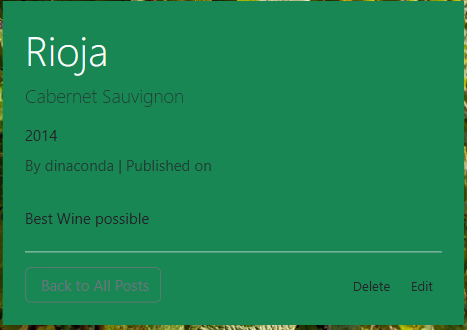 Rioja
Cabernet Sauvignon
2014
By dinaconda | Published on
Best Wine possible
Back to All Posts
Delete Edit